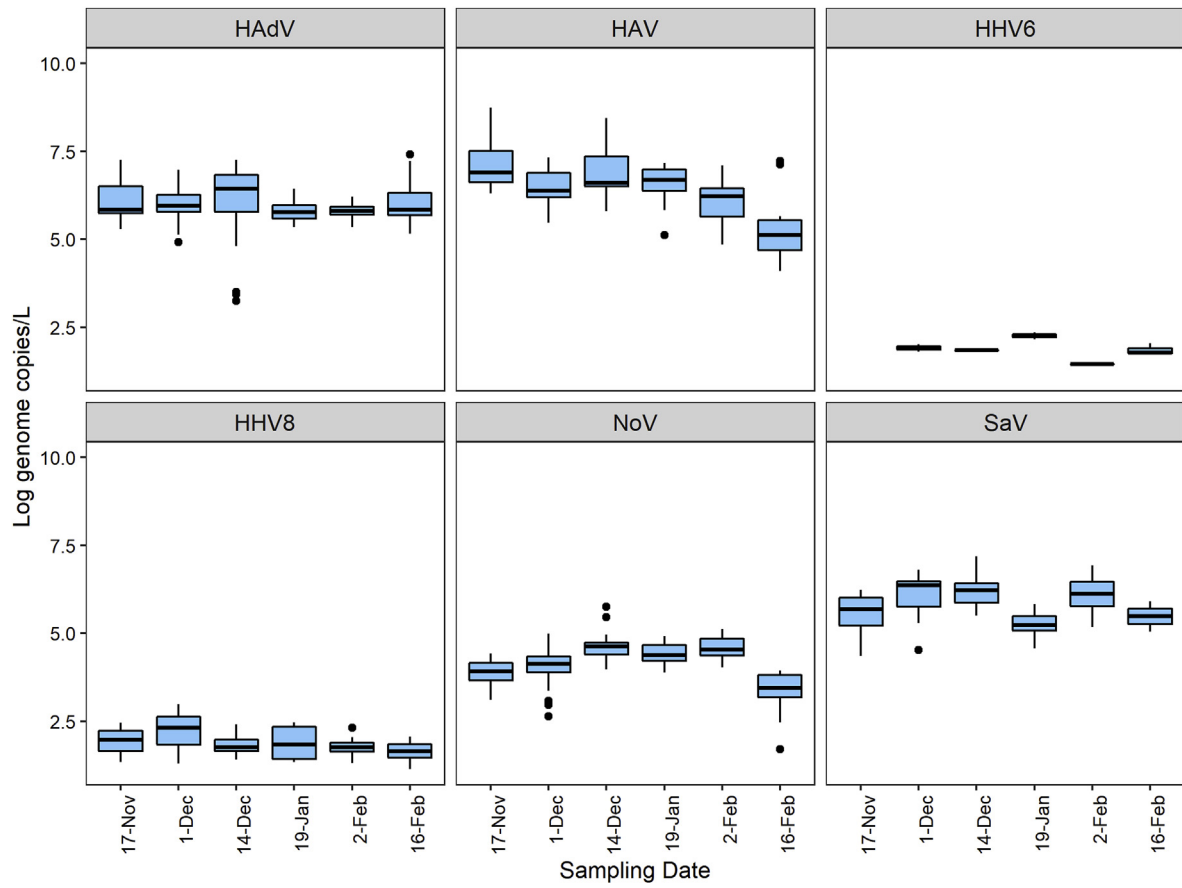 HAdV HAV HHV6
10.0
7.5
5.0
2.5
HHV8 NoV SaV
10.0
7.5
5.0
2.5
Log genome copies/L
17-Nov 1-Dec 14-Dec 19-Jan 2-Feb 16-Feb 17-Nov 1-Dec 14-Dec 19-Jan 2-Feb 16-Feb 17-Nov 1-Dec 14-Dec 19-Jan 2-Feb 16-Feb
Sampling Date